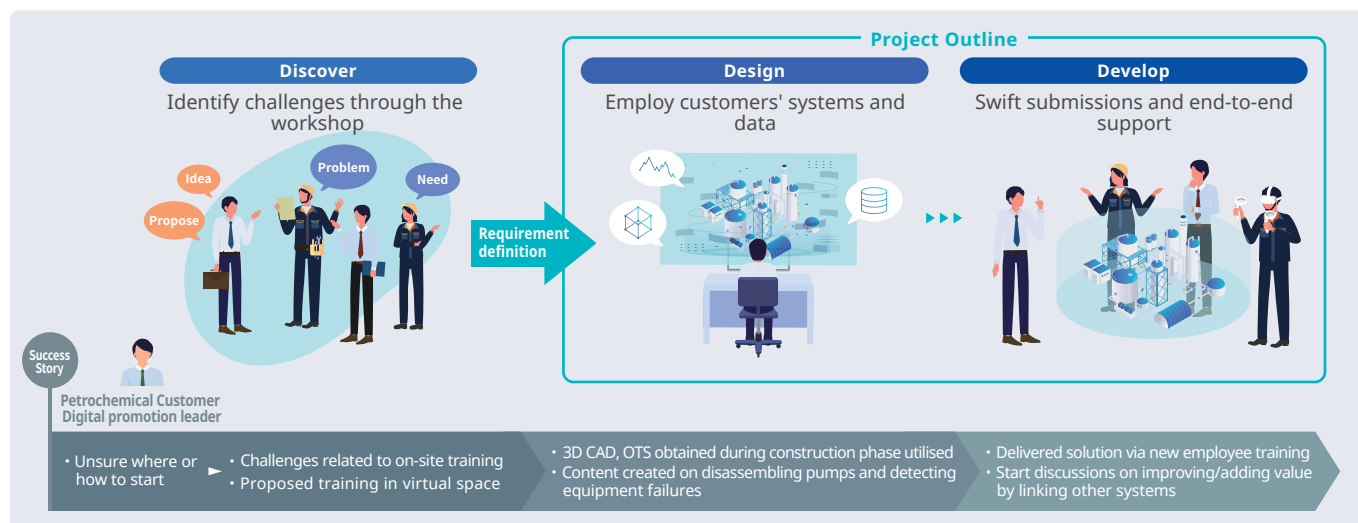 Project Outline
Discover
Identify challenges through the
workshop
Idea
Propose
Problem
Need
Requirement
definition
Design
Employ customers' systems and
data
Develop
Swift submissions and end-to-end
support
Success
Story
Petrochemical Customer
Digital promotion leader
・Unsure where or
how to start
・Challenges related to on-site training
・Proposed training in virtual space
・3D CAD, OTS obtained during construction phase utilised
・Content created on disassembling pumps and detecting
equipment failures
・Delivered solution via new employee training
・Start discussions on improving/adding value
by linking other systems